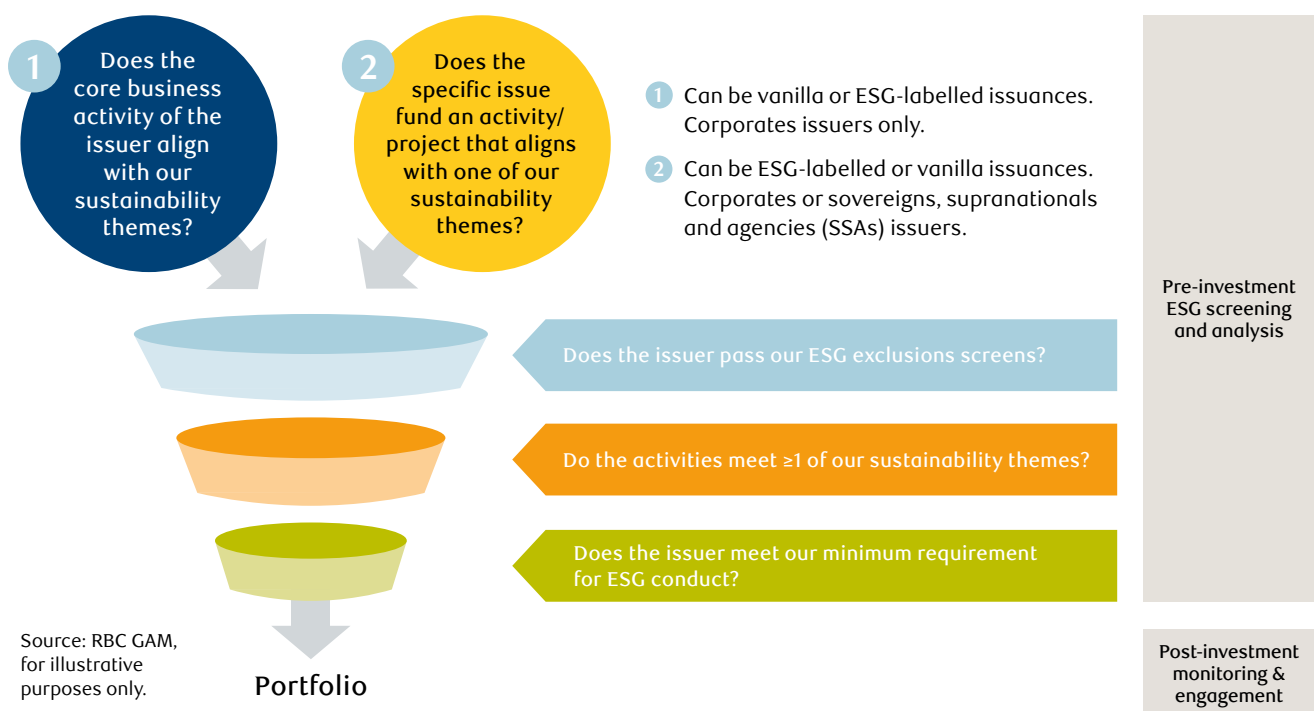 1
Does the
core business
activity of the
issuer align
with our
sustainability
themes?
2
Does the
specific issue
fund an activity/
project that aligns
with one of our
sustainability
themes?
1 Can be vanilla or ESG-labelled issuances.
Corporates issuers only.
2 Can be ESG-labelled or vanilla issuances.
Corporates or sovereigns, supranationals
and agencies (SSAs) issuers.
Pre-investment
ESG screening
and analysis
Does the issuer pass our ESG exclusions screens?
Do the activities meet ≥1 of our sustainability themes?
Does the issuer meet our minimum requirement
for ESG conduct?
Source: RBC GAM,
for illustrative
purposes only.
Portfolio
Post-investment
monitoring &
engagement